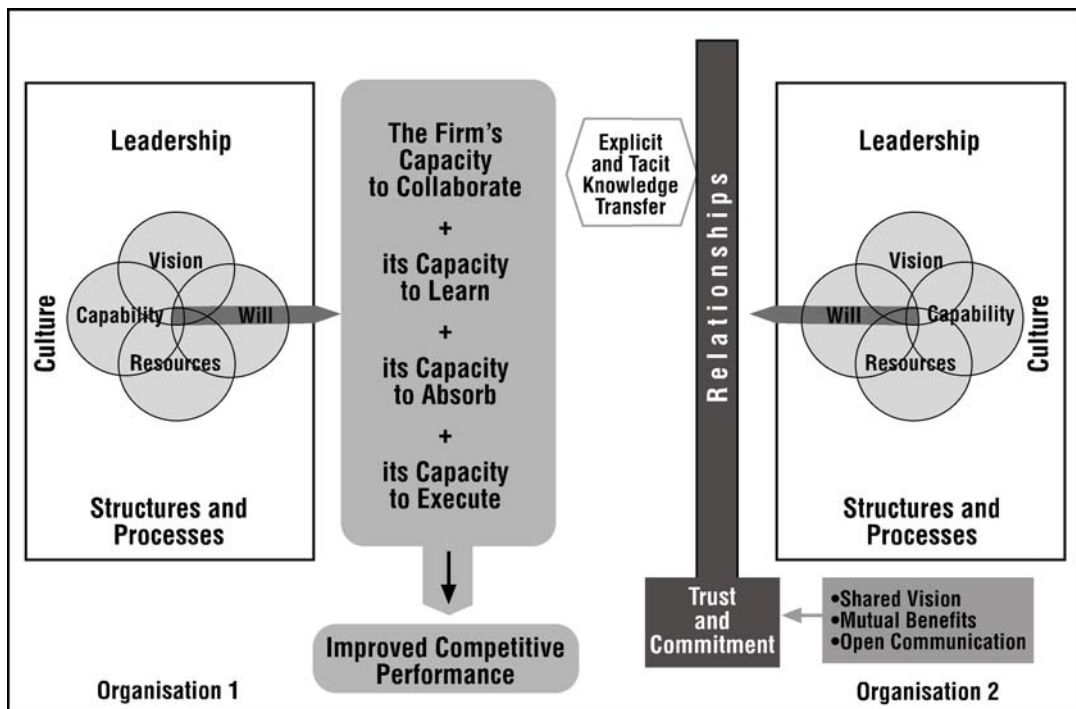 Leadership
Vision
Capability
Will
Resources
Culture
Structures and
Processes
Organisation 1
The Firm's
Capacity
to Collaborate
+
its Capacity
to Learn
+
its Capacity
to Absorb
+
its Capacity
to Execute
Improved Competitive
Performance
Explicit
and Tacit
Knowledge
Transfer
Relationships
Trust
and
Commitment
•Shared Vision
•Mutual Benefits
•Open Communication
Leadership
Vision
Will
Capability
Resources
Culture
Structures and
Processes
Organisation 2